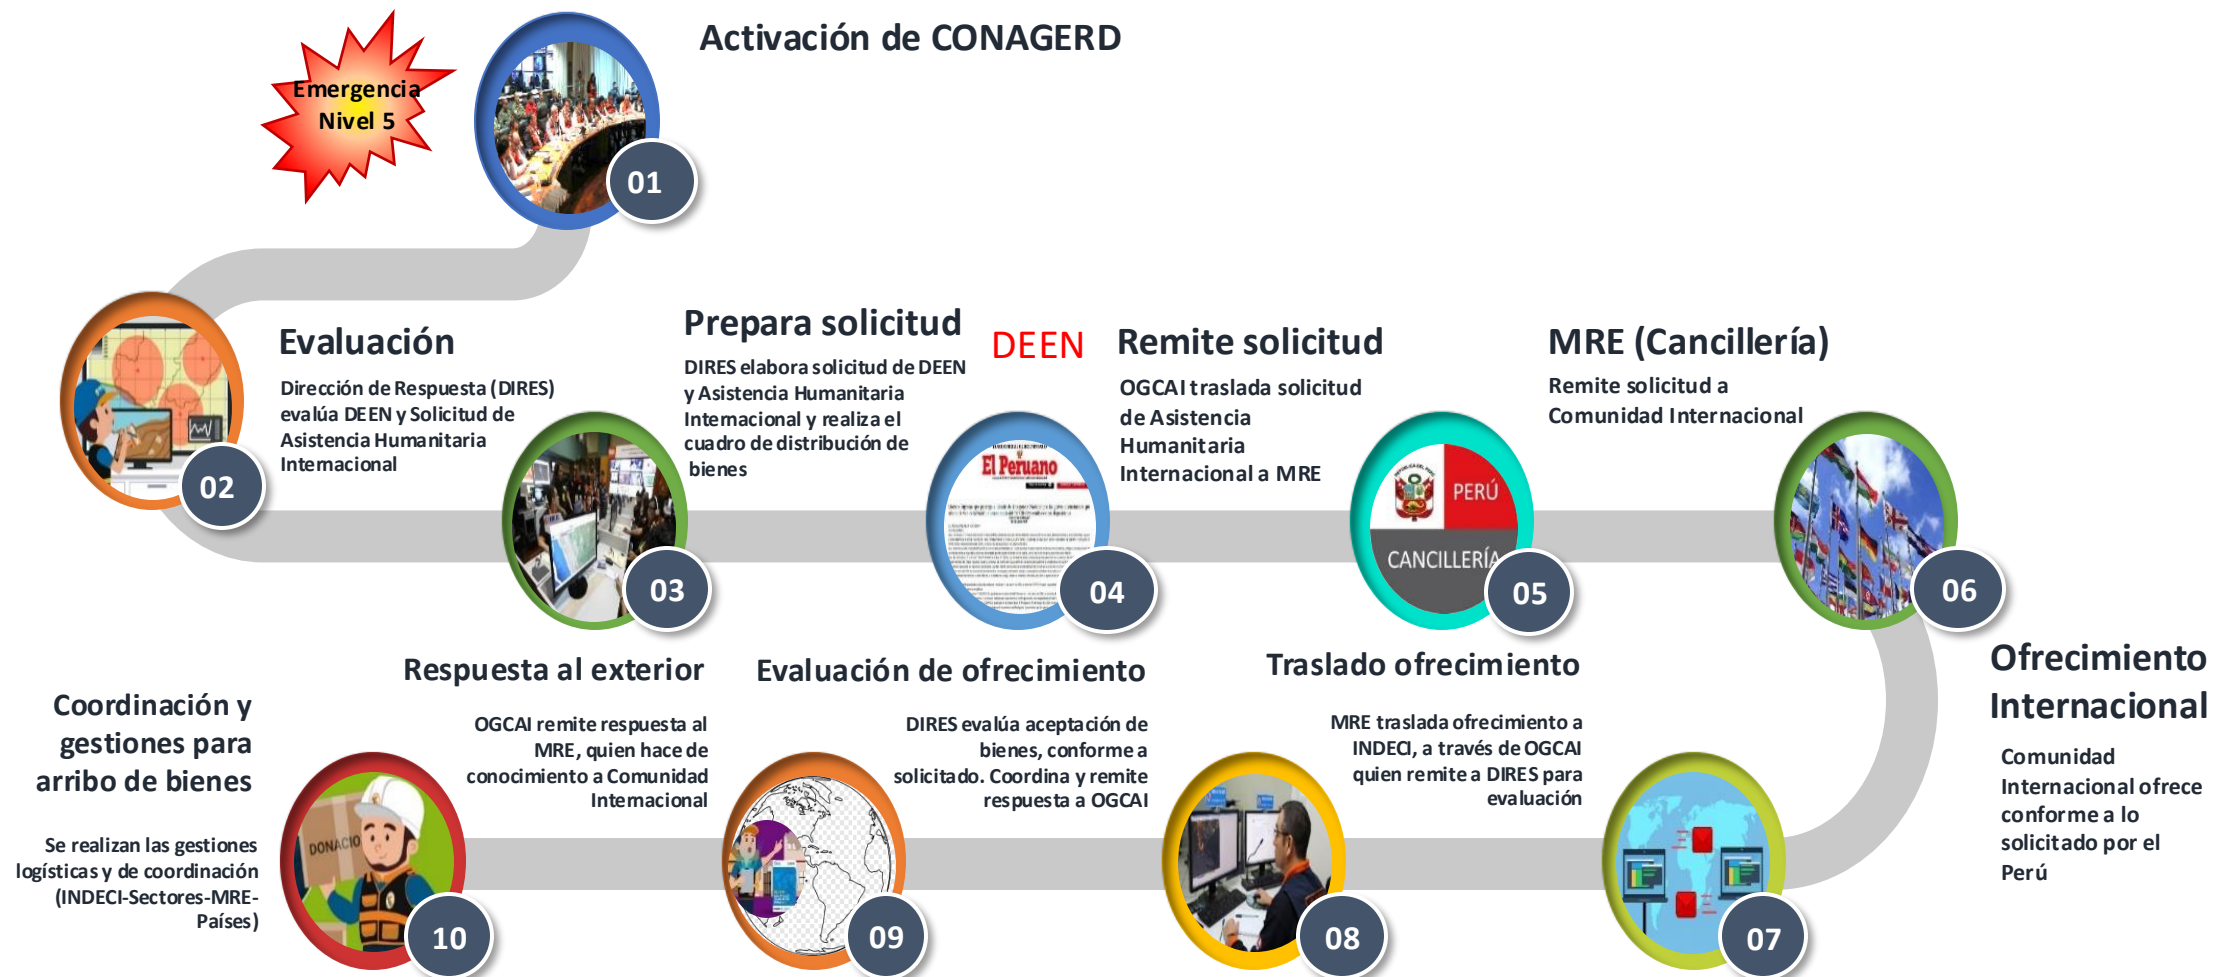 Activación de CONAGERD
Emergencia
Nivel 5
01
Evaluación
Dirección de Respuesta (DIRES)
evalúa DEEN y Solicitud de
Asistencia Humanitaria
Internacional
02
Prepara solicitud
DIRES elabora solicitud de DEEN
y Asistencia Humanitaria
Internacional y realiza el
cuadro de distribución de
bienes
03
DEEN
El Peruano
04
Remite solicitud
OGCAI traslada solicitud
de Asistencia
Humanitaria
Internacional a MRE
PERÚ
CANCILLERÍA
05
MRE (Cancillería)
Remite solicitud a
Comunidad Internacional
06
Ofrecimiento
Internacional
Comunidad
Internacional ofrece
conforme a lo
solicitado por el
Perú
07
Traslado ofrecimiento
MRE traslada ofrecimiento a
INDECI, a través de OGCAI
quien remite a DIRES para
evaluación
08
Evaluación de ofrecimiento
DIRES evalúa aceptación de
bienes, conforme a
solicitado. Coordina y remite
respuesta a OGCAI
09
Respuesta al exterior
OGCAI remite respuesta al
MRE, quien hace de
conocimiento a Comunidad
Internacional
DONACIO
10
Coordinación y
gestiones para
arribo de bienes
Se realizan las gestiones
logísticas y de coordinación
(INDECI-Sectores-MRE-
Países)